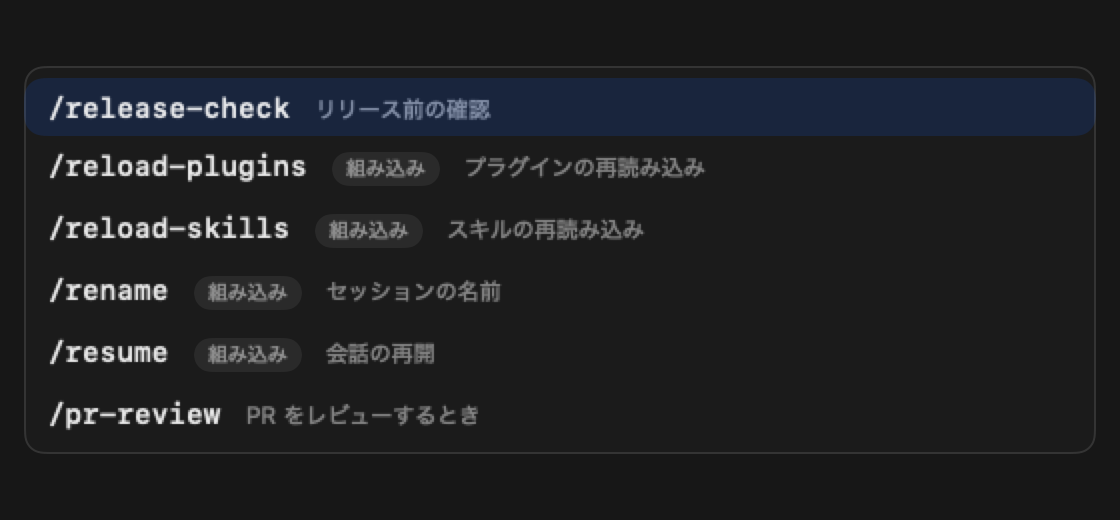 /release-check リリース前の確認
/reload-plugins 組み込み プラグインの再読み込み
/reload-skills 組み込み スキルの再読み込み
/rename 組み込み セッションの名前
/resume 組み込み 会話の再開
/pr-review PR をレビューするとき